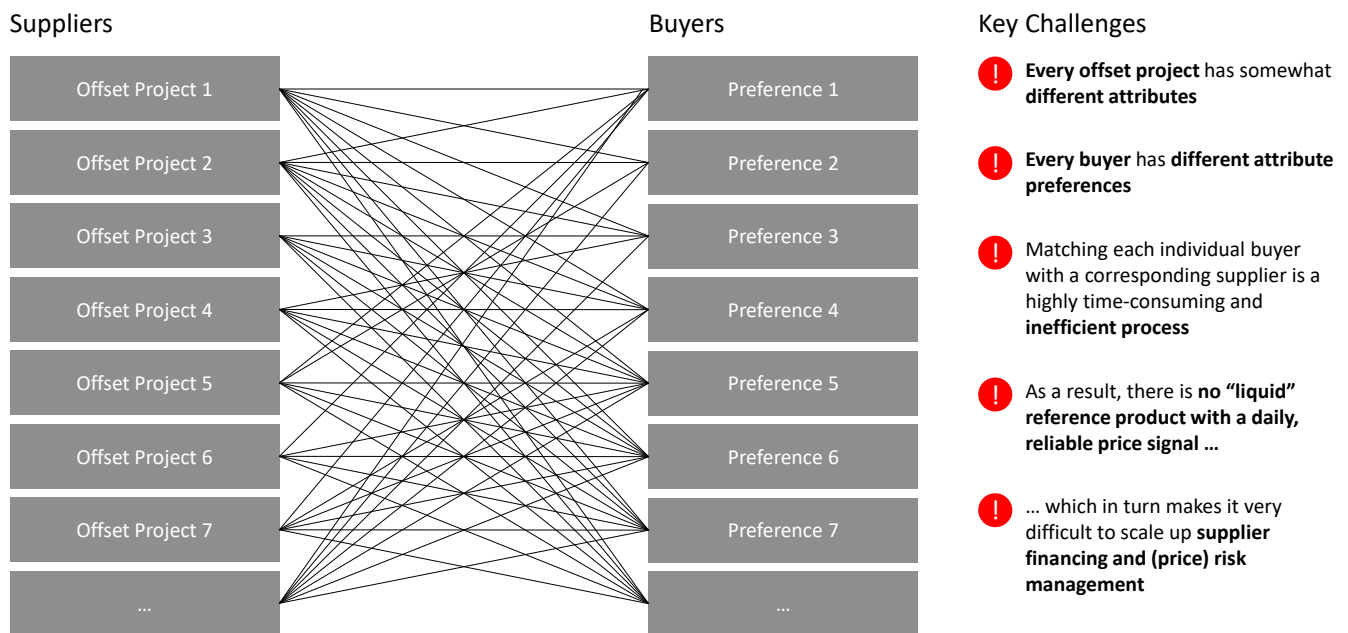 Suppliers
Offset Project 1
Offset Project 2
Offset Project 3
Offset Project 4
Offset Project 5
Offset Project 6
Offset Project 7
...
Buyers
Preference 1
Preference 2
Preference 3
Preference 4
Preference 5
Preference 6
Preference 7
...
Key Challenges
! Every offset project has somewhat
different attributes
! Every buyer has different attribute
preferences
! Matching each individual buyer
with a corresponding supplier is a
highly time-consuming and
inefficient process
! As a result, there is no “liquid”
reference product with a daily,
reliable price signal …
! … which in turn makes it very
difficult to scale up supplier
financing and (price) risk
management